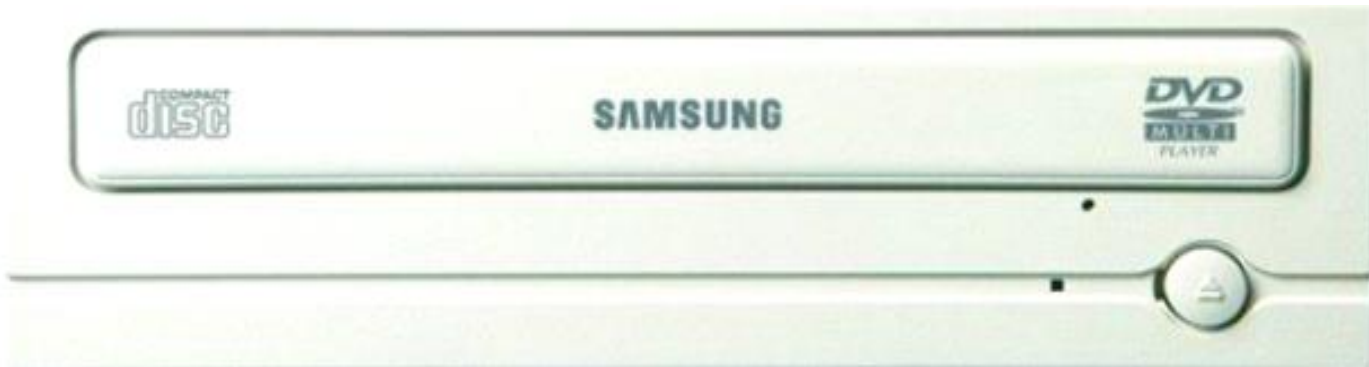 COMPACT
disc
SAMSUNG
DVD
MULTI
PLAYER